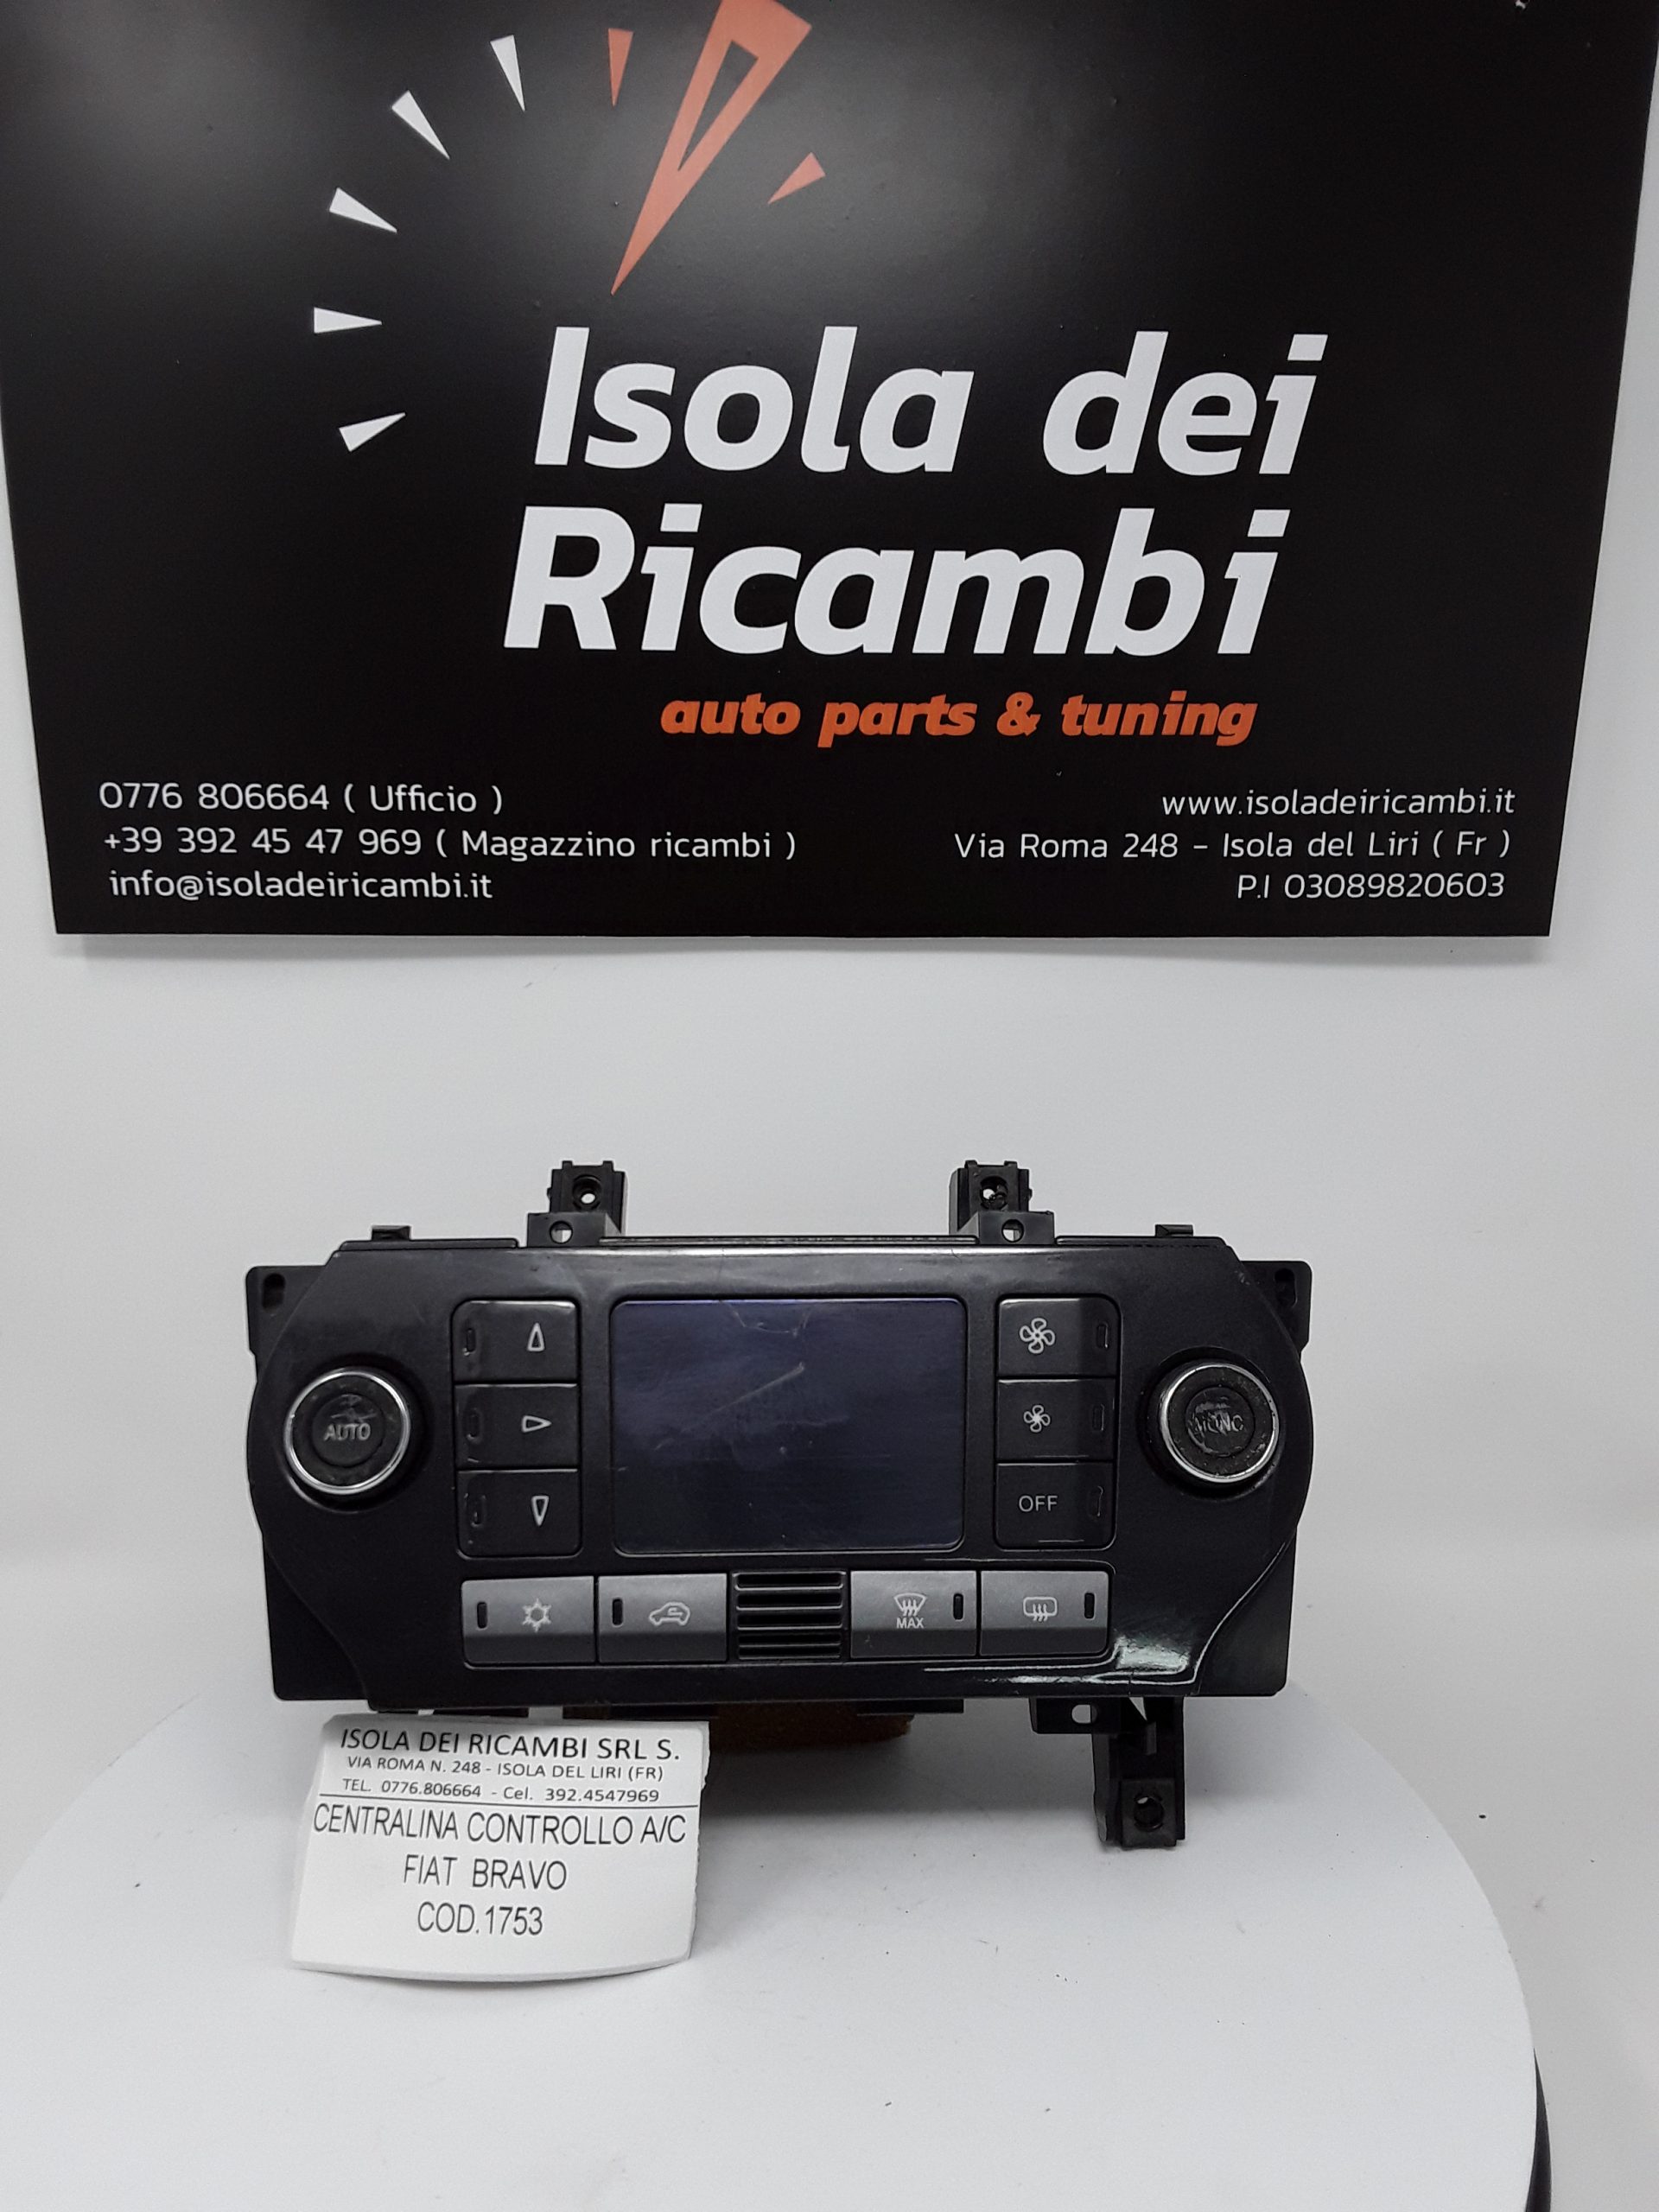 Isola dei
Ricambi
auto parts & tuning
0776 806664 ( Ufficio )
+39 392 45 47 969 ( Magazzino ricambi )
info@isoladeiricambi.it
www.isoladeiricambi.it
Via Roma 248 - Isola del Liri ( Fr )
P.I 03089820603
AUTO
OFF
MAX
ISOLA DEI RICAMBI SRL S.
VIA ROMA N. 248 - ISOLA DEL LIRI (FR)
TEL. 0776.806664 - Cel. 392.4547969
CENTRALINA CONTROLLO A/C
FIAT BRAVO
COD.1753